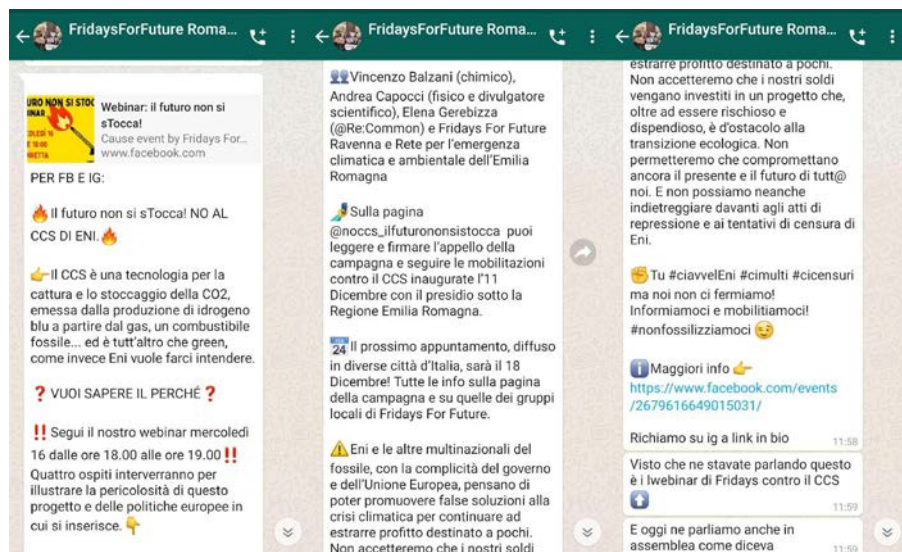 FridaysForFuture Roma...
URO NON SI STOC
INAR
Webinar: il futuro non si
sTocca!
Cause event by Fridays For...
www.facebook.com
PER FB E IG:
🔥Il futuro non si sTocca! NO AL
CCS DI ENI.🔥
👉Il CCS è una tecnologia per la
cattura e lo stoccaggio della CO2,
emessa dalla produzione di idrogeno
blu a partire dal gas, un combustibile
fossile... ed è tutt'altro che green,
come invece Eni vuole farci intendere.
❓ VUOI SAPERE IL PERCHÉ ❓
‼️ Segui il nostro webinar mercoledì
16 dalle ore 18.00 alle ore 19.00 ‼️
Quattro ospiti interverranno per
illustrare la pericolosità di questo
progetto e delle politiche europee in
cui si inserisce. 👇
FridaysForFuture Roma...
👥Vincenzo Balzani (chimico),
Andrea Capocci (fisico e divulgatore
scientifico), Elena Gerebizza
(@Re:Common) e Fridays For Future
Ravenna e Rete per l'emergenza
climatica e ambientale dell'Emilia
Romagna
Sulla pagina
@noccs_ilfuturononsistocca puoi
leggere e firmare l'appello della
campagna e seguire le mobilitazioni
contro il CCS inaugurate l'11
Dicembre con il presidio sotto la
Regione Emilia Romagna.
24 Il prossimo appuntamento, diffuso
in diverse città d'Italia, sarà il 18
Dicembre! Tutte le info sulla pagina
della campagna e su quelle dei gruppi
locali di Fridays For Future.
⚠️ Eni e le altre multinazionali del
fossile, con la complicità del governo
e dell'Unione Europea, pensano di
poter promuovere false soluzioni alla
crisi climatica per continuare ad
estrarre profitto destinato a pochi.
Non accetteremo che i nostri soldi
FridaysForFuture Roma...
estrarre profitto destinato a pochi.
Non accetteremo che i nostri soldi
vengano investiti in un progetto che,
oltre ad essere rischioso e
dispendioso, è d'ostacolo alla
transizione ecologica. Non
permetteremo che compromettano
ancora il presente e il futuro di tutt@
noi. E non possiamo neanche
indietreggiare davanti agli atti di
repressione e ai tentativi di censura di
Eni.
✊Tu #ciavvelEni #cimulti #cicensuri
ma noi non ci fermiamo!
Informiamoci e mobilitiamoci!
#nonfossilizziamoci 😉
ℹ️Maggiori info 👉
https://www.facebook.com/events
/2679616649015031/
Richiamo su ig a link in bio 11:58
Visto che ne stavate parlando questo
è i lwebinar di Fridays contro il CCS
⬆️ 11:59
E oggi ne parliamo anche in
assemblea come diceva 11:59